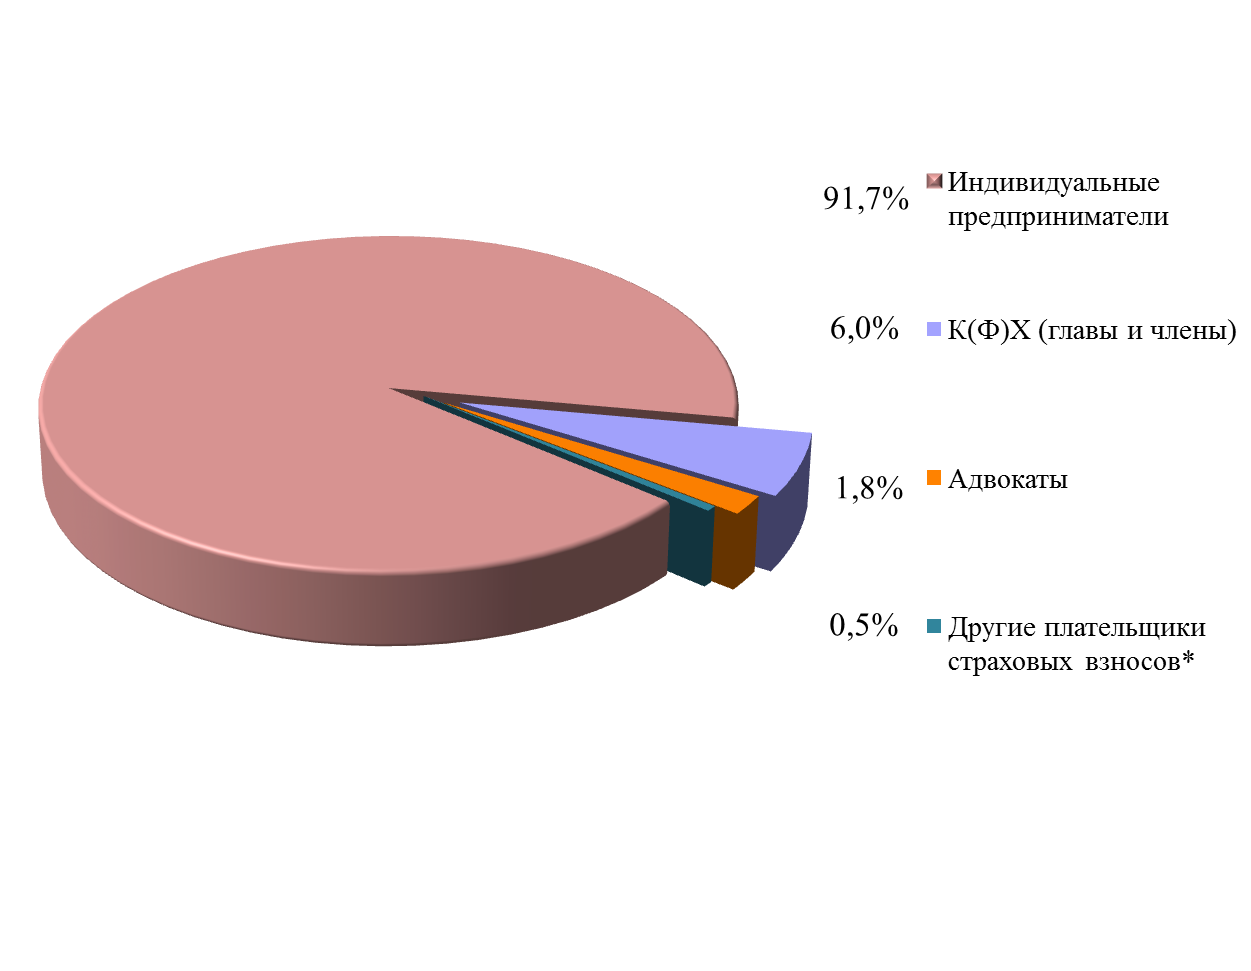 91,7%
Индивидуальные
предприниматели
6,0%
К(Ф)Х (главы и члены)
1,8%
Адвокаты
0,5%
Другие плательщики
страховых взносов*